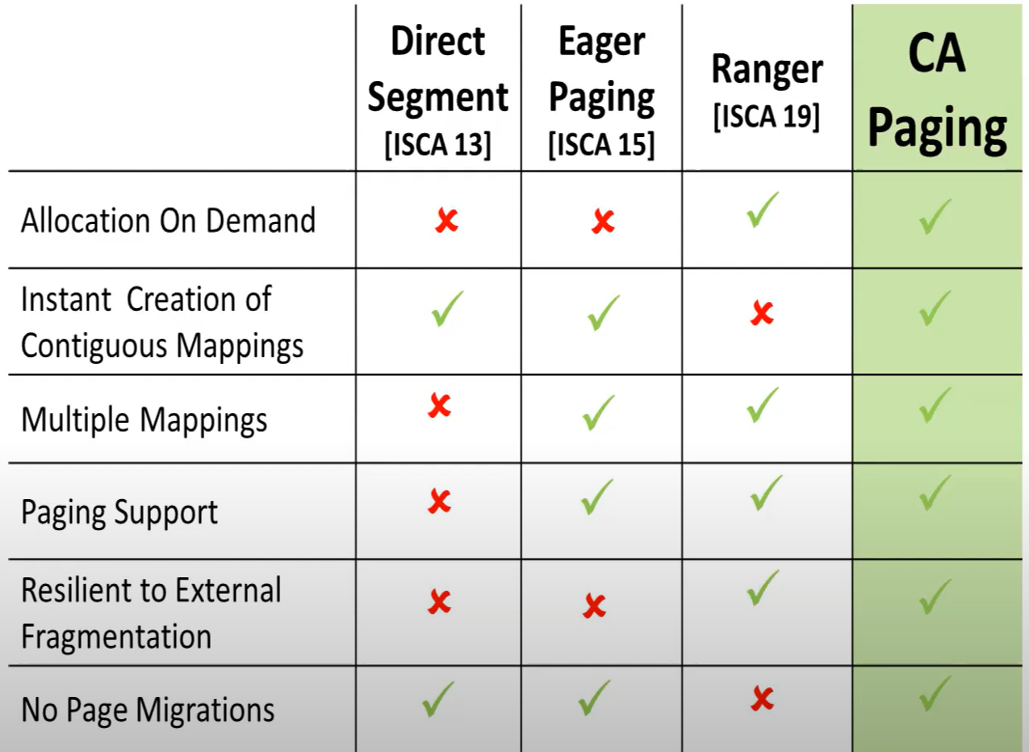 Direct Segment [ISCA 13]
Eager Paging [ISCA 15]
Ranger [ISCA 19]
CA Paging
Allocation On Demand ✘ ✘ ✓ ✓
Instant Creation of
Contiguous Mappings ✓ ✓ ✘ ✓
Multiple Mappings ✘ ✓ ✓ ✓
Paging Support ✘ ✓ ✓ ✓
Resilient to External
Fragmentation ✘ ✘ ✓ ✓
No Page Migrations ✓ ✓ ✘ ✓